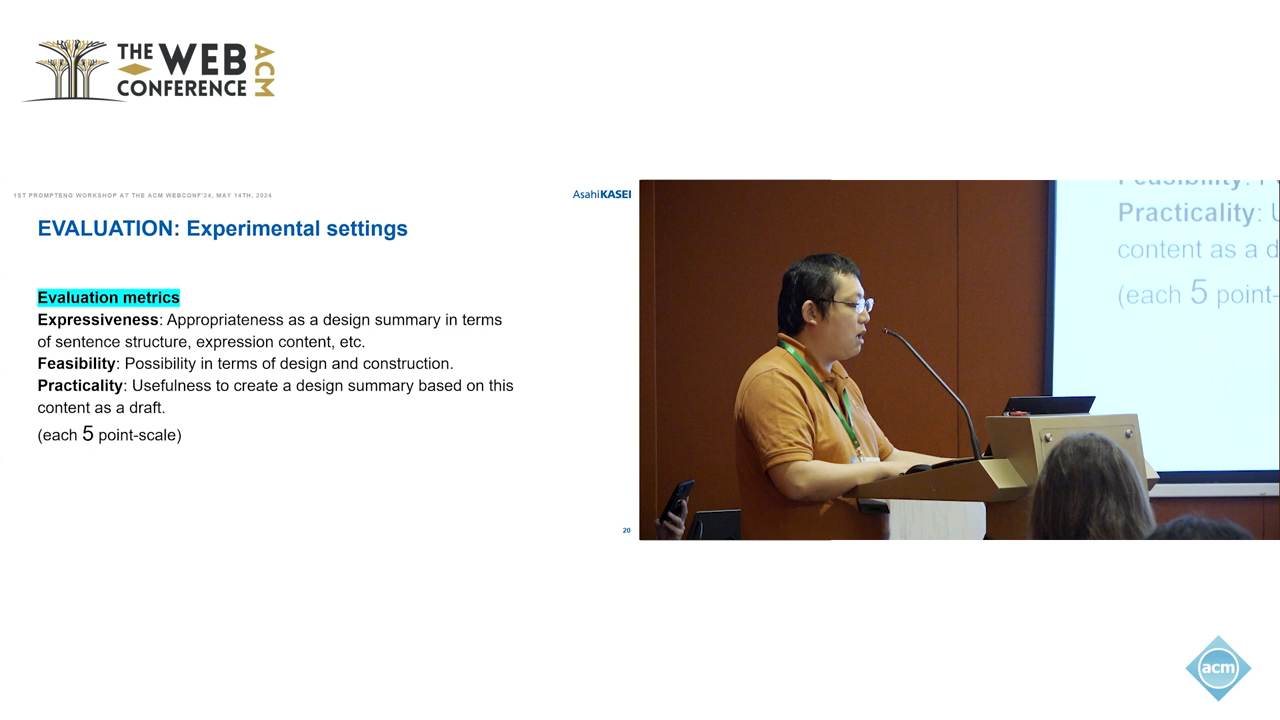 THE WEB
CONFERENCE
ACM
1ST PROMPTENG WORKSHOP AT THE ACM WEBCONF'24, MAY 14TH, 2024
AsahiKASEI
EVALUATION: Experimental settings
Evaluation metrics
Expressiveness: Appropriateness as a design summary in terms
of sentence structure, expression content, etc.
Feasibility: Possibility in terms of design and construction.
Practicality: Usefulness to create a design summary based on this
content as a draft.
(each 5 point-scale)
20
Feasibility:
Practicality: U
content as a d
(each 5 point-
acm